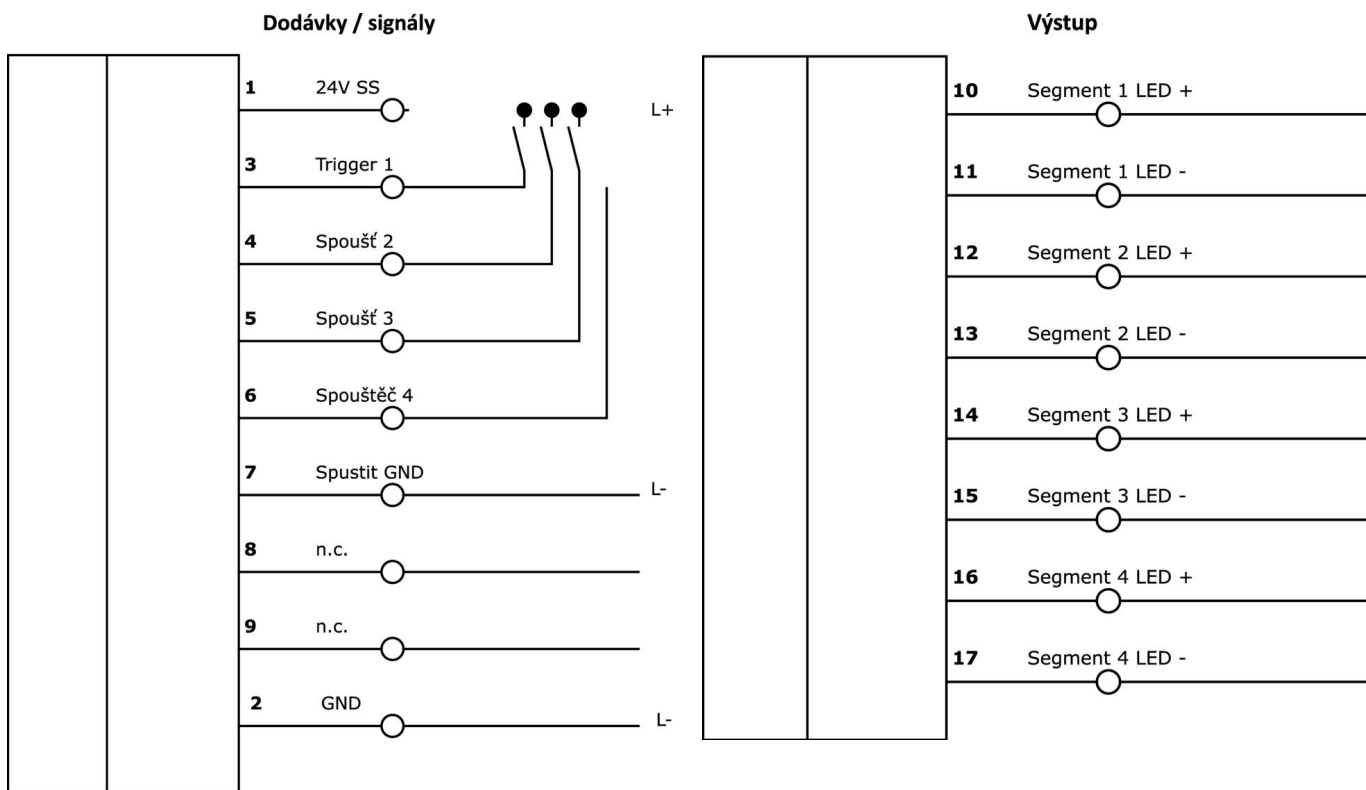 Dodávky / signály
1 24V SS
L+
3 Trigger 1
4 Spoušť 2
5 Spoušť 3
6 Spouštěč 4
7 Spustit GND
L-
8 n.c.
9 n.c.
2 GND
L-
Výstup
10 Segment 1 LED +
11 Segment 1 LED -
12 Segment 2 LED +
13 Segment 2 LED -
14 Segment 3 LED +
15 Segment 3 LED -
16 Segment 4 LED +
17 Segment 4 LED -